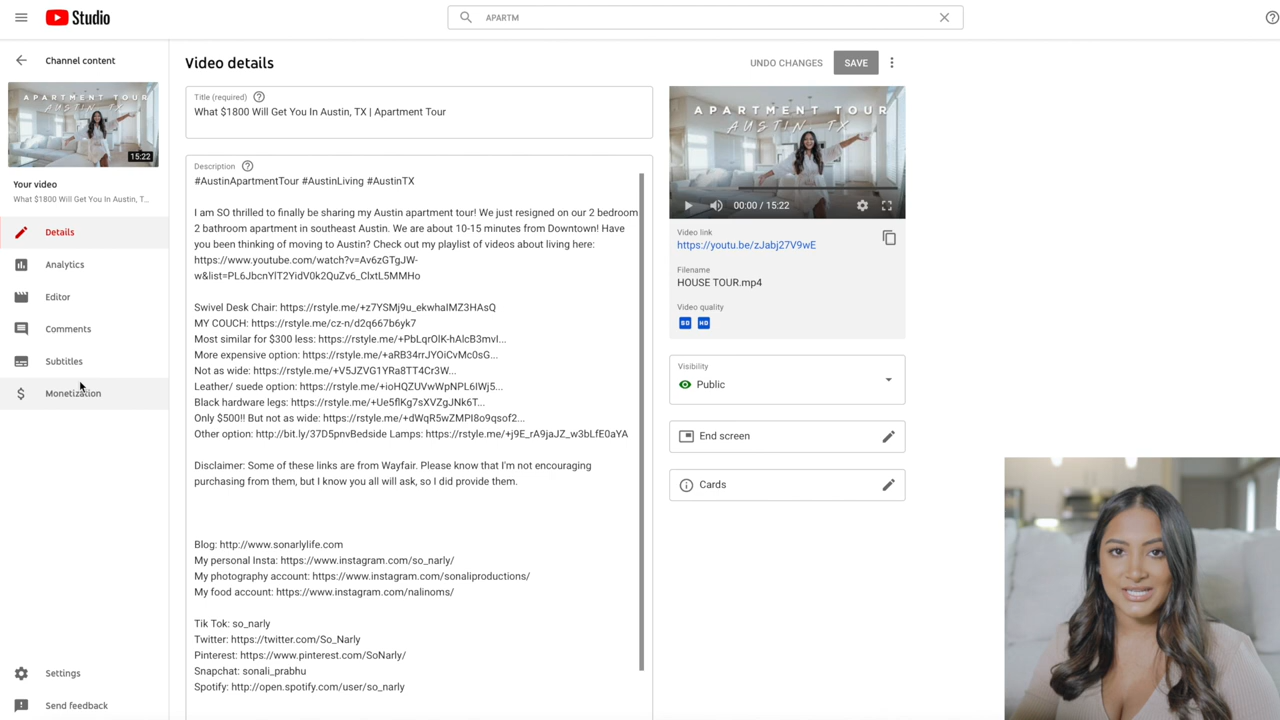 Studio
APARTM
Channel content
APARTMENT TOUR
AUSTIN TX
15:22
Your video
What $1800 Will Get You In Austin, T...
Details
Analytics
Editor
Comments
Subtitles
Monetization
Settings
Send feedback
Video details
UNDO CHANGES
SAVE
Title (required)
What $1800 Will Get You In Austin, TX | Apartment Tour
Description
#AustinApartmentTour #AustinLiving #AustinTX
I am SO thrilled to finally be sharing my Austin apartment tour! We just resigned on our 2 bedroom
2 bathroom apartment in southeast Austin. We are about 10-15 minutes from Downtown! Have
you been thinking of moving to Austin? Check out my playlist of videos about living here:
https://www.youtube.com/watch?v=Av6zGTgJW-
w&list=PL6JbcnYlT2YidV0k2QuZv6_ClxtL5MMHo
Swivel Desk Chair: https://rstyle.me/+z7YSMj9u_ekwhaIMZ3HAsQ
MY COUCH: https://rstyle.me/cz-n/d2q667b6yk7
Most similar for $300 less: https://rstyle.me/+PbLqrOlK-hAlcB3mvI...
More expensive option: https://rstyle.me/+aRB34rrJYOiCvMc0sG...
Not as wide: https://rstyle.me/+V5JZVG1YRa8TT4Cr3W...
Leather/ suede option: https://rstyle.me/+ioHQZUVwWpNPL6IWj5...
Black hardware legs: https://rstyle.me/+Ue5flKg7sXVZgJNk6T...
Only $500!! But not as wide: https://rstyle.me/+dWqR5wZMPI8o9qsof2...
Other option: http://bit.ly/37D5pnvBedside Lamps: https://rstyle.me/+j9E_rA9jaJZ_w3bLfE0aYA
Disclaimer: Some of these links are from Wayfair. Please know that I'm not encouraging
purchasing from them, but I know you all will ask, so I did provide them.
Blog: http://www.sonarlylife.com
My personal Insta: https://www.instagram.com/so_narly/
My photography account: https://www.instagram.com/sonaliproductions/
My food account: https://www.instagram.com/nalinoms/
Tik Tok: so_narly
Twitter: https://twitter.com/So_Narly
Pinterest: https://www.pinterest.com/SoNarly/
Snapchat: sonali_prabhu
Spotify: http://open.spotify.com/user/so_narly
APARTMENT TOUR
AUSTIN TX
00:00 / 15:22
Video link
https://youtu.be/zJabj27V9wE
Filename
HOUSE TOUR.mp4
Video quality
SD HD
Visibility
Public
End screen
Cards